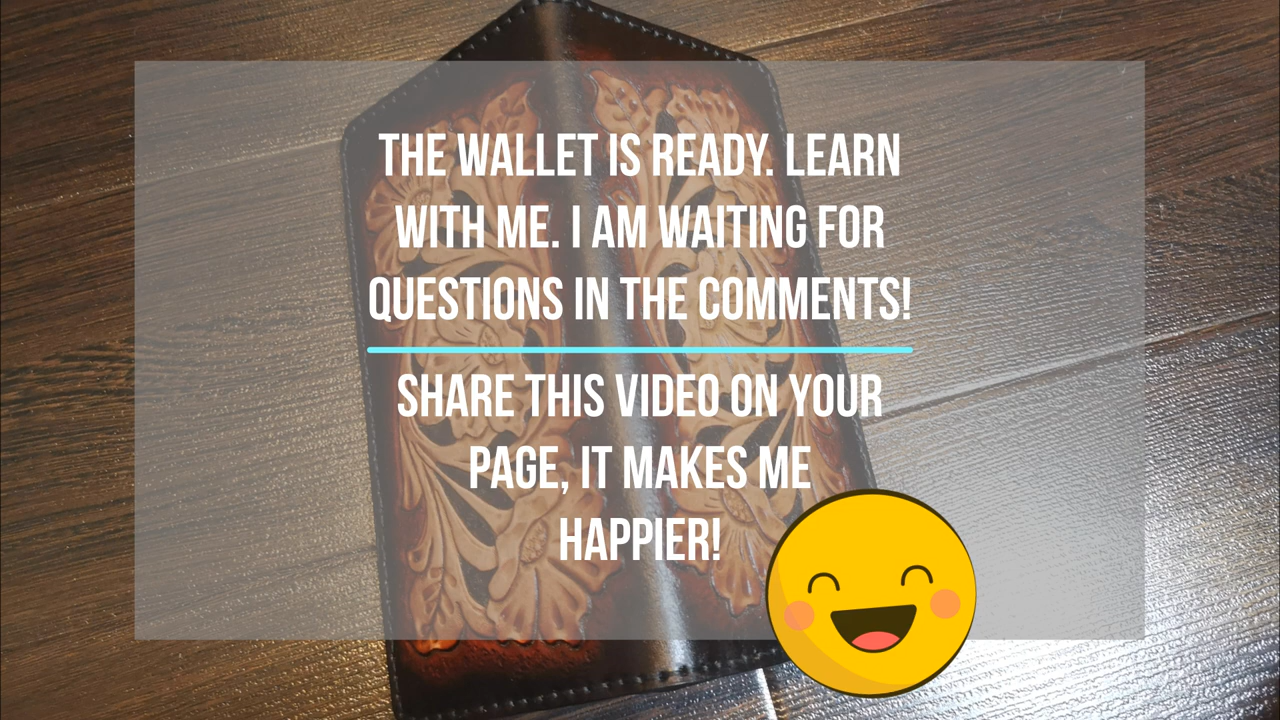 THE WALLET IS READY. LEARN
WITH ME. I AM WAITING FOR
QUESTIONS IN THE COMMENTS!
SHARE THIS VIDEO ON YOUR
PAGE, IT MAKES ME
HAPPIER!